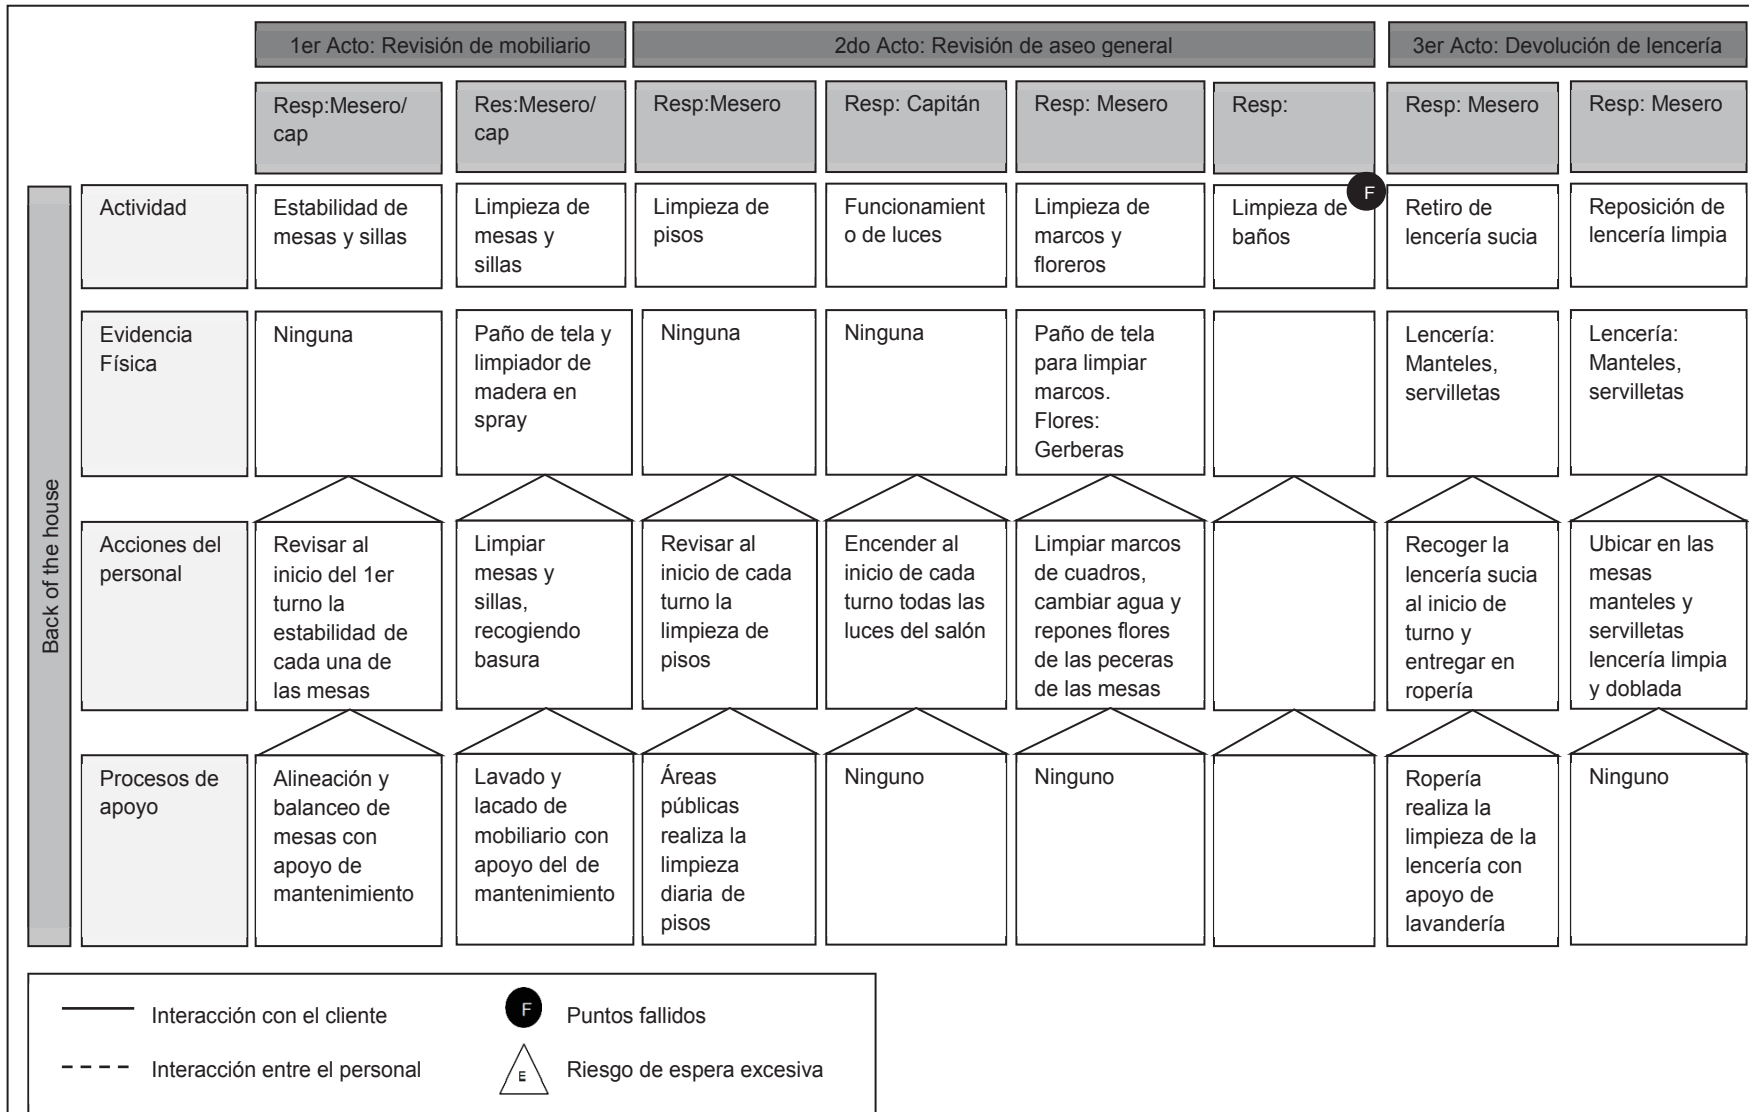 1er Acto: Revisión de mobiliario
2do Acto: Revisión de aseo general
3er Acto: Devolución de lencería
Resp:Mesero/
cap
Res:Mesero/
cap
Resp:Mesero
Resp: Capitán
Resp: Mesero
Resp:
Resp: Mesero
Resp: Mesero
Back of the house
Actividad
Estabilidad de
mesas y sillas
Limpieza de
mesas y
sillas
Limpieza de
pisos
Funcionamient
o de luces
Limpieza de
marcos y
floreros
Limpieza de
baños
F
Retiro de
lencería sucia
Reposición de
lencería limpia
Evidencia
Física
Ninguna
Paño de tela y
limpiador de
madera en
spray
Ninguna
Ninguna
Paño de tela
para limpiar
marcos.
Flores:
Gerberas
Lencería:
Manteles,
servilletas
Lencería:
Manteles,
servilletas
Acciones del
personal
Revisar al
inicio del 1er
turno la
estabilidad de
cada una de
las mesas
Limpiar
mesas y
sillas,
recogiendo
basura
Revisar al
inicio de cada
turno la
limpieza de
pisos
Encender al
inicio de cada
turno todas las
luces del salón
Limpiar marcos
de cuadros,
cambiar agua y
repones flores
de las peceras
de las mesas
Recoger la
lencería sucia
al inicio de
turno y
entregar en
ropería
Ubicar en las
mesas
manteles y
servilletas
lencería limpia
y doblada
Procesos de
apoyo
Alineación y
balanceo de
mesas con
apoyo de
mantenimiento
Lavado y
lacado de
mobiliario con
apoyo del de
mantenimiento
Áreas
públicas
realiza la
limpieza
diaria de
pisos
Ninguno
Ninguno
Ropería
realiza la
limpieza de la
lencería con
apoyo de
lavandería
Ninguno
Interacción con el cliente
F
Puntos fallidos
Interacción entre el personal
E
Riesgo de espera excesiva